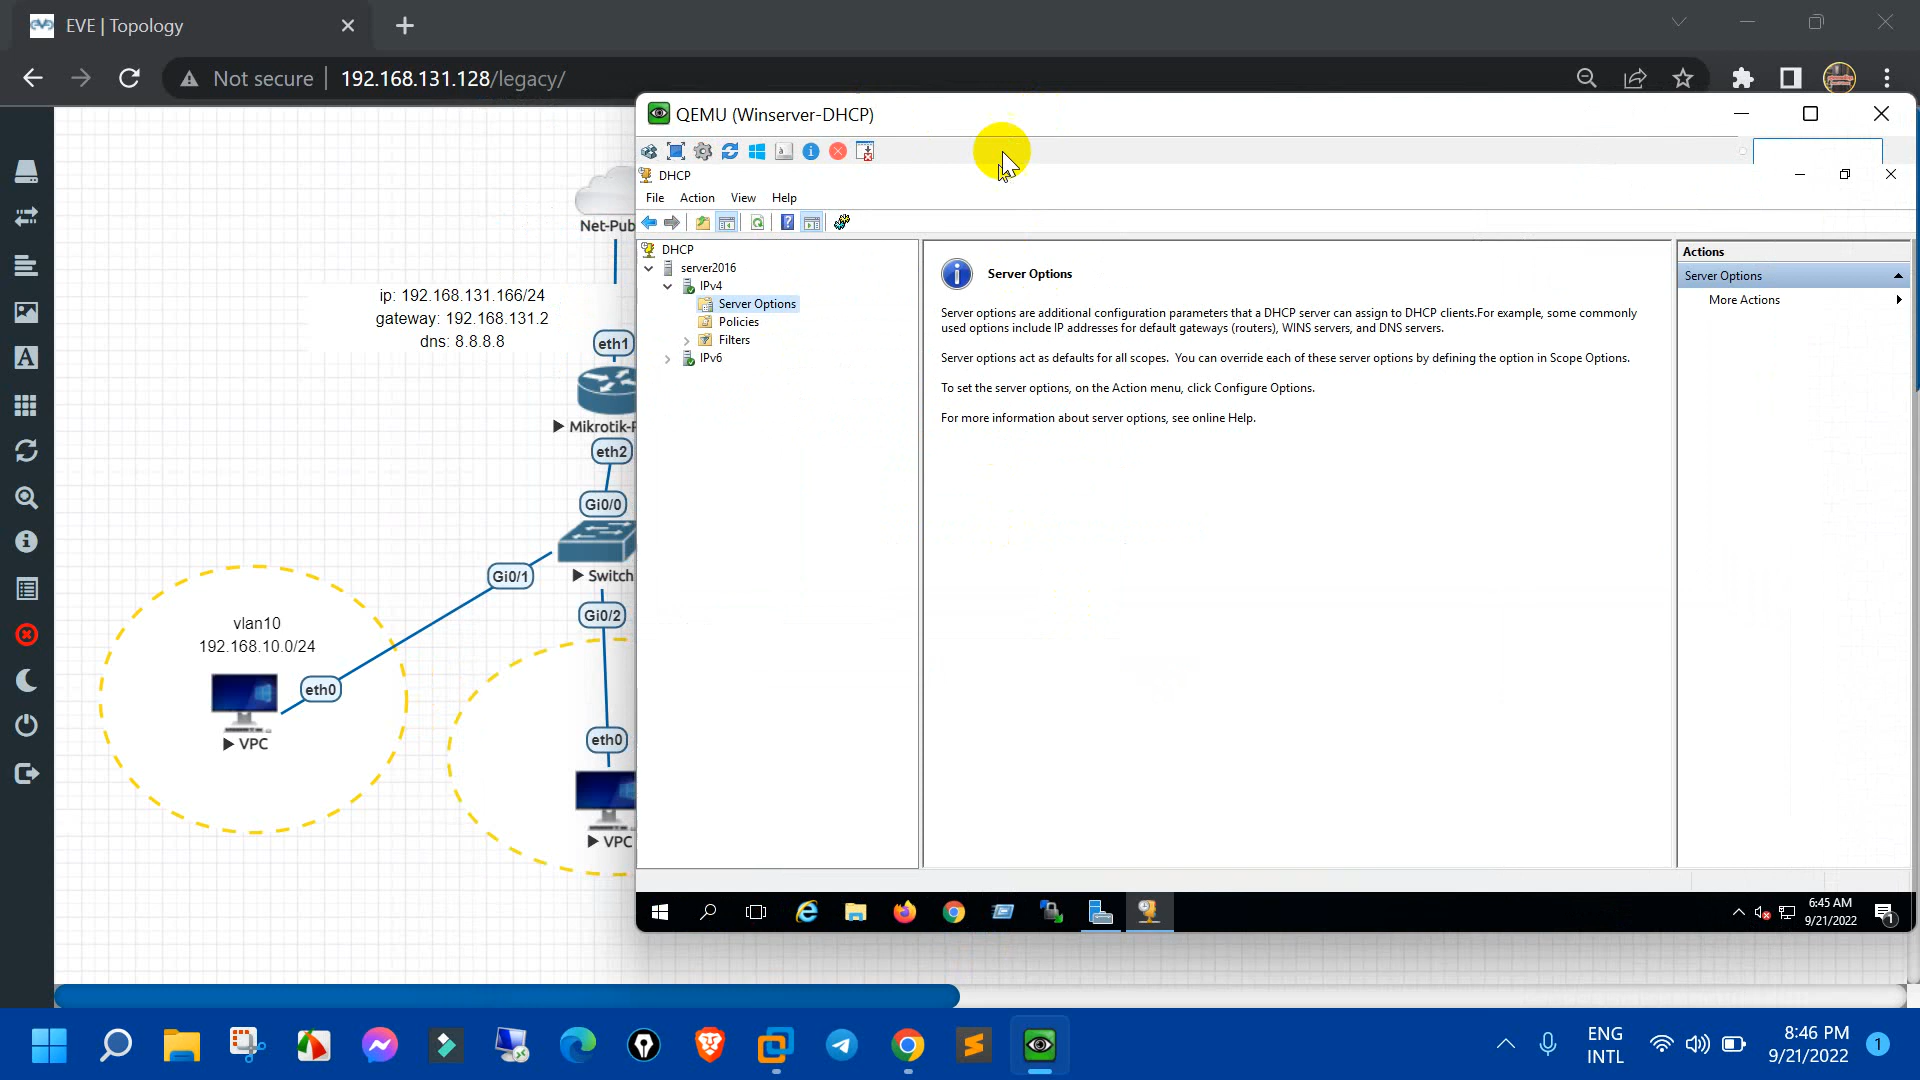 EVE | Topology
Not secure
192.168.131.128/legacy/
QEMU (Winserver-DHCP)
DHCP
File Action View Help
DHCP
server2016
IPv4
Server Options
Policies
Filters
IPv6
Server Options
Server options are additional configuration parameters that a DHCP server can assign to DHCP clients.For example, some commonly
used options include IP addresses for default gateways (routers), WINS servers, and DNS servers.
Server options act as defaults for all scopes. You can override each of these server options by defining the option in Scope Options.
To set the server options, on the Action menu, click Configure Options.
For more information about server options, see online Help.
Actions
Server Options
More Actions
6:45 AM
9/21/2022
1
Net-Pub
ip: 192.168.131.166/24
gateway: 192.168.131.2
dns: 8.8.8.8
eth1
Mikrotik-
eth2
Gi0/0
Switch
Gi0/1
Gi0/2
vlan10
192.168.10.0/24
eth0
VPC
eth0
VPC
ENG
INTL
8:46 PM
9/21/2022
1